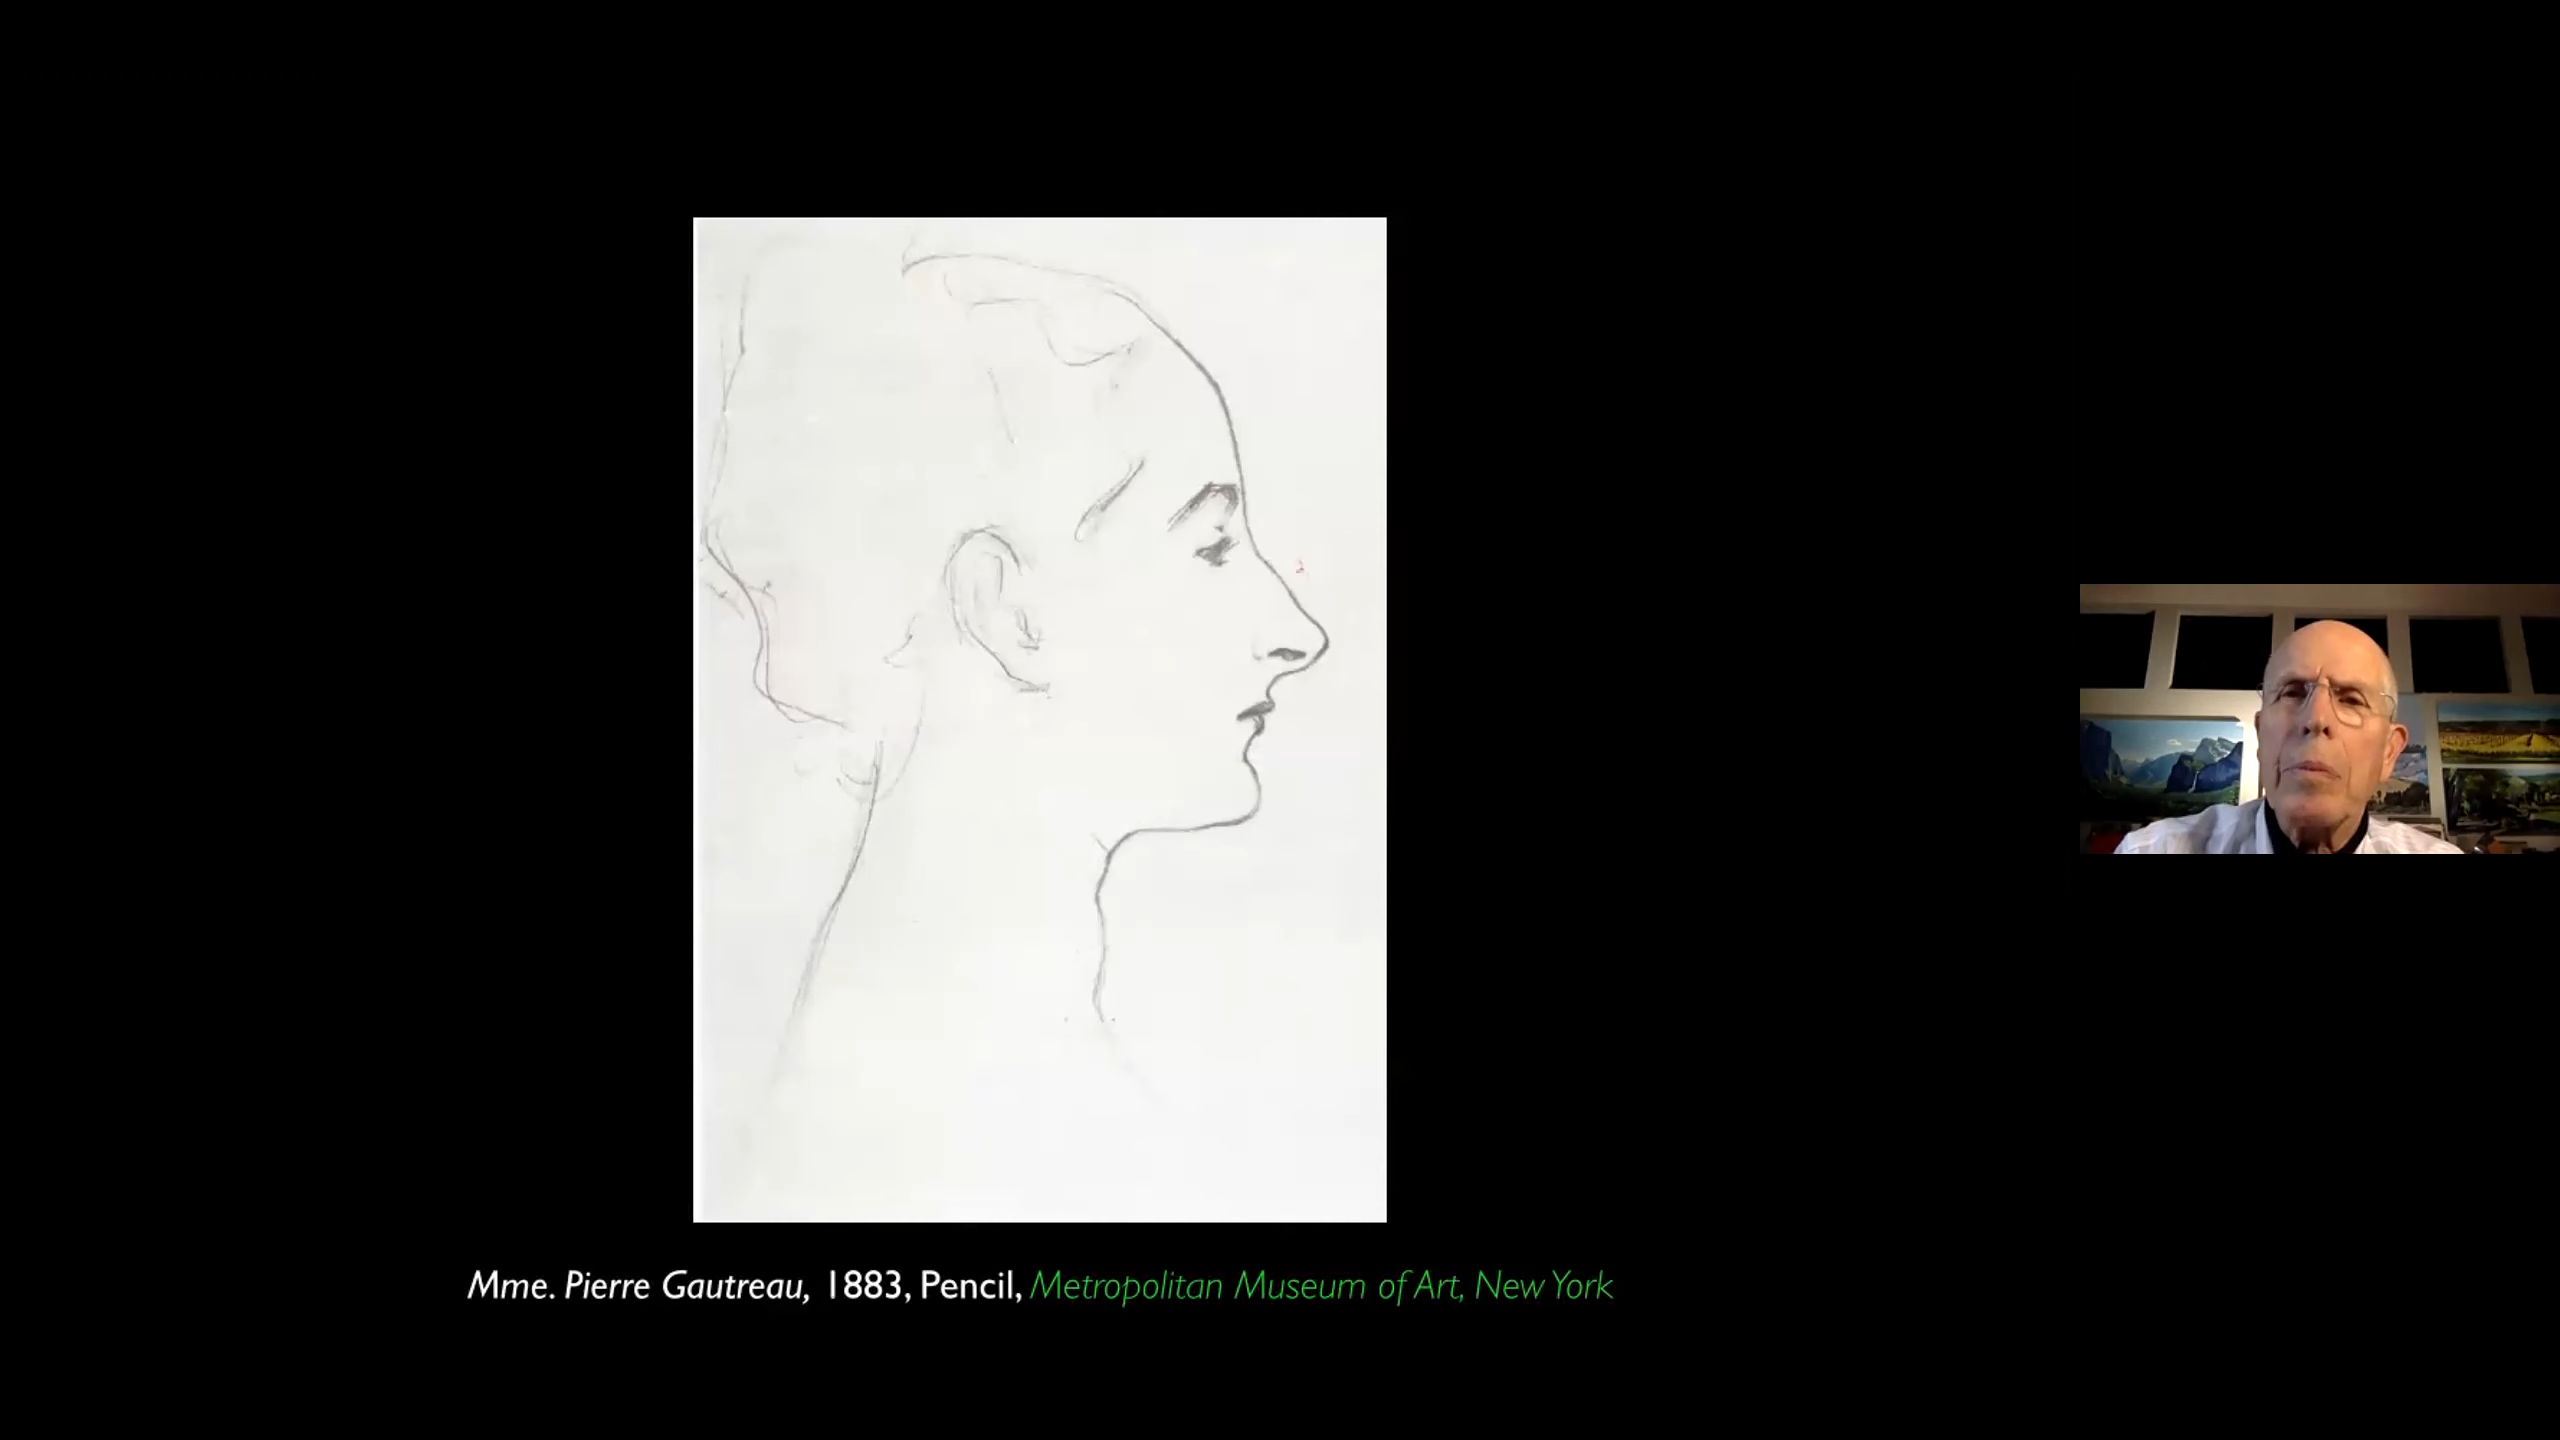 Mme. Pierre Gautreau, 1883, Pencil, Metropolitan Museum of Art, New York